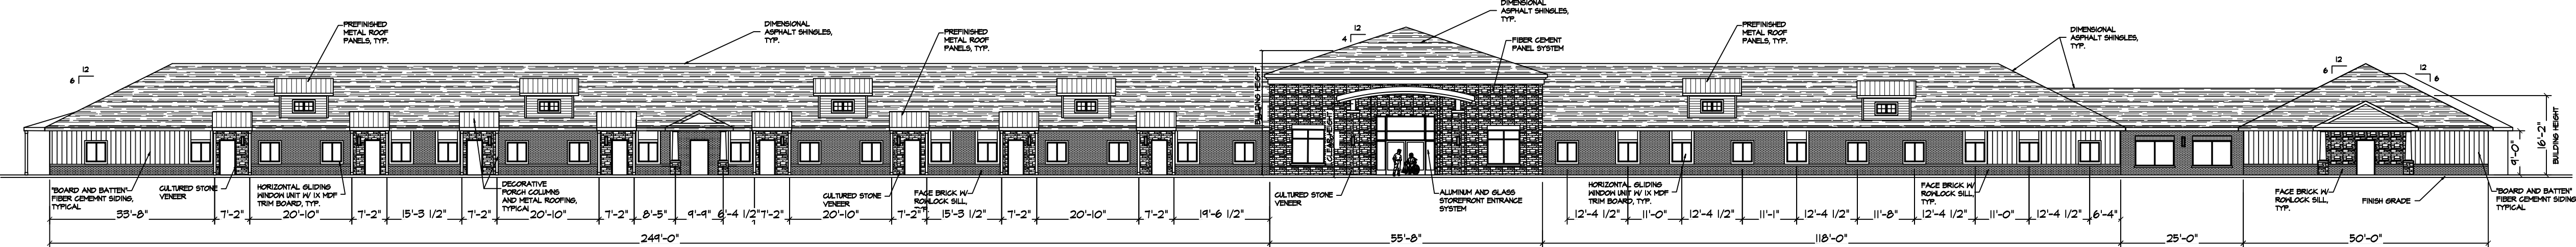 DIMENSIONAL
ASPHALT SHINGLES,
TYP.
PREFINISHED
METAL ROOF
PANELS, TYP.
DIMENSIONAL
ASPHALT SHINGLES,
TYP.
PREFINISHED
METAL ROOF
PANELS, TYP.
12
4
FIBER CEMENT
PANEL SYSTEM
PREFINISHED
METAL ROOF
PANELS, TYP.
DIMENSIONAL
ASPHALT SHINGLES,
TYP.
12
6
12
6
12
6
BUILDING HEIGHT
CLEAR HEIGHT
9'-0"
16'-2"
BUILDING HEIGHT
"BOARD AND BATTEN"
FIBER CEMEMNT SIDING,
TYPICAL
CULTURED STONE
VENEER
HORIZONTAL GLIDING
WINDOW UNIT W/ 1X MDF
TRIM BOARD, TYP.
DECORATIVE
PORCH COLUMNS
AND METAL ROOFING,
TYPICAL
CULTURED STONE
VENEER
FACE BRICK W/
ROWLOCK SILL,
CULTURED STONE
VENEER
ALUMINUM AND GLASS
STOREFRONT ENTRANCE
SYSTEM
HORIZONTAL GLIDING
WINDOW UNIT W/ 1X MDF
TRIM BOARD, TYP.
FACE BRICK W/
ROWLOCK SILL,
TYP.
FACE BRICK W/
ROWLOCK SILL,
TYP.
FINISH GRADE
"BOARD AND BATTEN"
FIBER CEMEMNT SIDING
TYPICAL
33'-8"
7'-2"
20'-10"
7'-2"
15'-3 1/2"
7'-2"
20'-10"
7'-2"
8'-5"
9'-9"
6'-4 1/2"
7'-2"
20'-10"
7'-2"
15'-3 1/2"
7'-2"
20'-10"
7'-2"
19'-6 1/2"
12'-4 1/2"
11'-0"
12'-4 1/2"
11'-1"
12'-4 1/2"
11'-8"
12'-4 1/2"
11'-0"
12'-4 1/2"
6'-4"
249'-0"
55'-8"
118'-0"
25'-0"
50'-0"